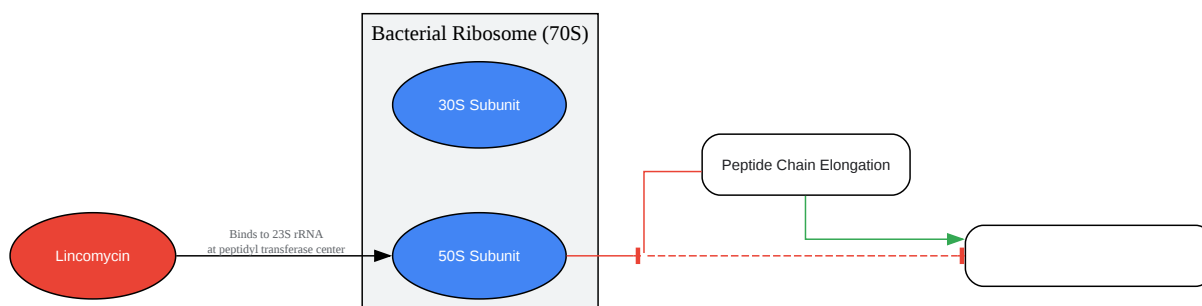 Bacterial Ribosome (70S)
30S Subunit
Peptide Chain Elongation
Binds to 23S rRNA
at peptidyl transferase center
Lincomycin
50S Subunit